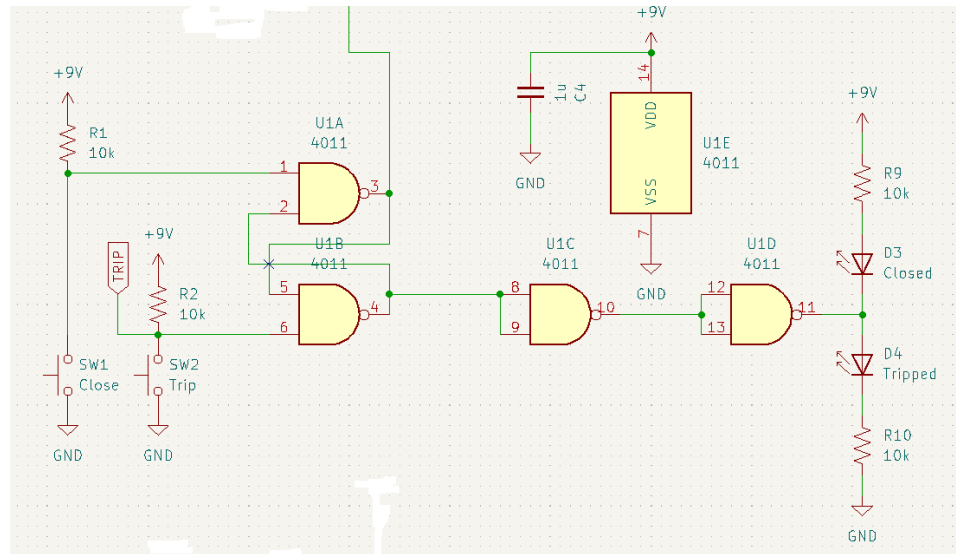 +9V
+9V
R1
10k
U1A
4011
1
2
3
1u
C4
GND
14
VDD
VSS
7
U1E
4011
GND
+9V
R9
10k
TRIP
+9V
R2
10k
U1B
4011
5
6
4
U1C
4011
8
9
10
U1D
4011
12
13
11
D3
Closed
D4
Tripped
SW1
Close
SW2
Trip
GND
GND
R10
10k
GND